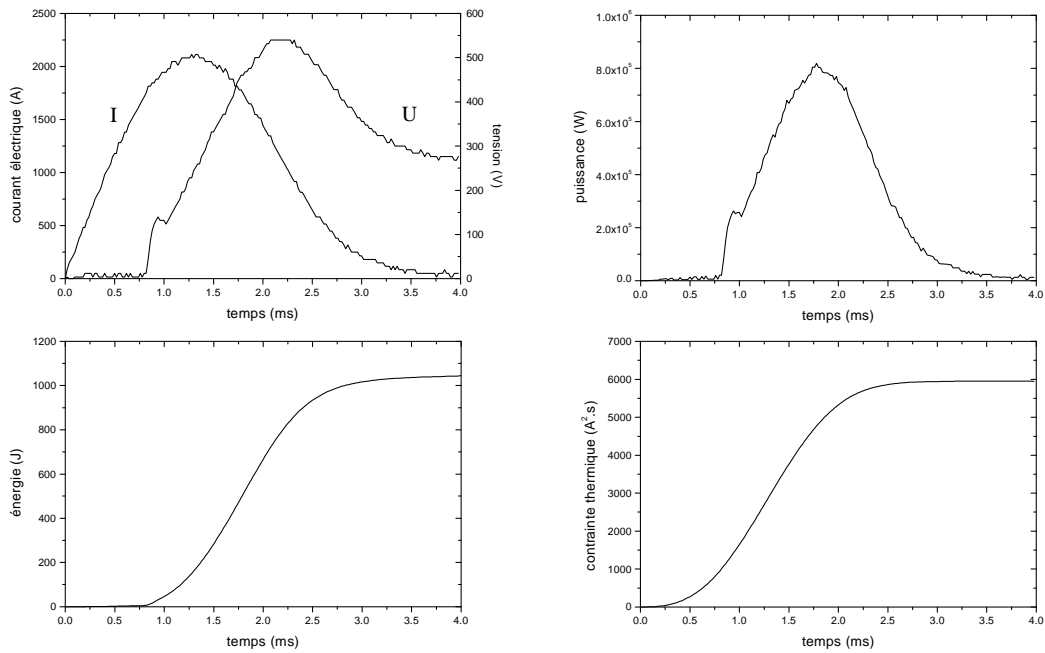 2500
2250
2000
1750
1500
1250
1000
750
500
250
0
courant électrique (A)
600
500
400
300
200
100
0
tension (V)
I
U
0.0 0.5 1.0 1.5 2.0 2.5 3.0 3.5 4.0
temps (ms)
1.0x10⁶
8.0x10⁵
6.0x10⁵
4.0x10⁵
2.0x10⁵
0.0
puissance (W)
0.0 0.5 1.0 1.5 2.0 2.5 3.0 3.5 4.0
temps (ms)
1200
1000
800
600
400
200
0
énergie (J)
0.0 0.5 1.0 1.5 2.0 2.5 3.0 3.5 4.0
temps (ms)
7000
6000
5000
4000
3000
2000
1000
0
contrainte thermique (A².s)
0.0 0.5 1.0 1.5 2.0 2.5 3.0 3.5 4.0
temps (ms)